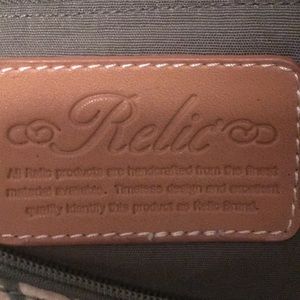 Relic
All Relic products are handcrafted from the finest
material available. Timeless design and excellent
quality identify this product as Relic Brand.